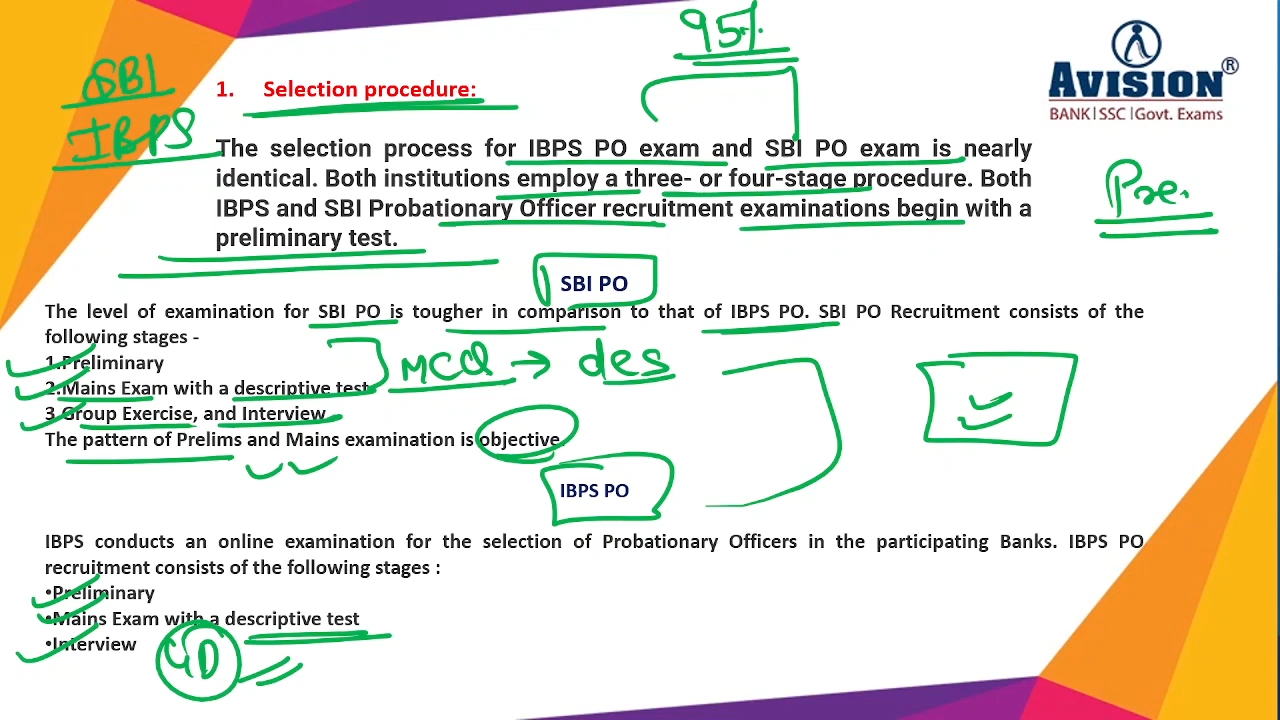 95%
SBI
IBPS
1. Selection procedure:
AVISION®
BANK|SSC|Govt. Exams
The selection process for IBPS PO exam and SBI PO exam is nearly
identical. Both institutions employ a three- or four-stage procedure. Both
IBPS and SBI Probationary Officer recruitment examinations begin with a
preliminary test.
Pre.
SBI PO
The level of examination for SBI PO is tougher in comparison to that of IBPS PO. SBI PO Recruitment consists of the
following stages -
1.Preliminary
2.Mains Exam with a descriptive test
MCQ → des
3.Group Exercise, and Interview
The pattern of Prelims and Mains examination is objective.
IBPS PO
IBPS conducts an online examination for the selection of Probationary Officers in the participating Banks. IBPS PO
recruitment consists of the following stages :
•Preliminary
•Mains Exam with a descriptive test
•Interview
GD